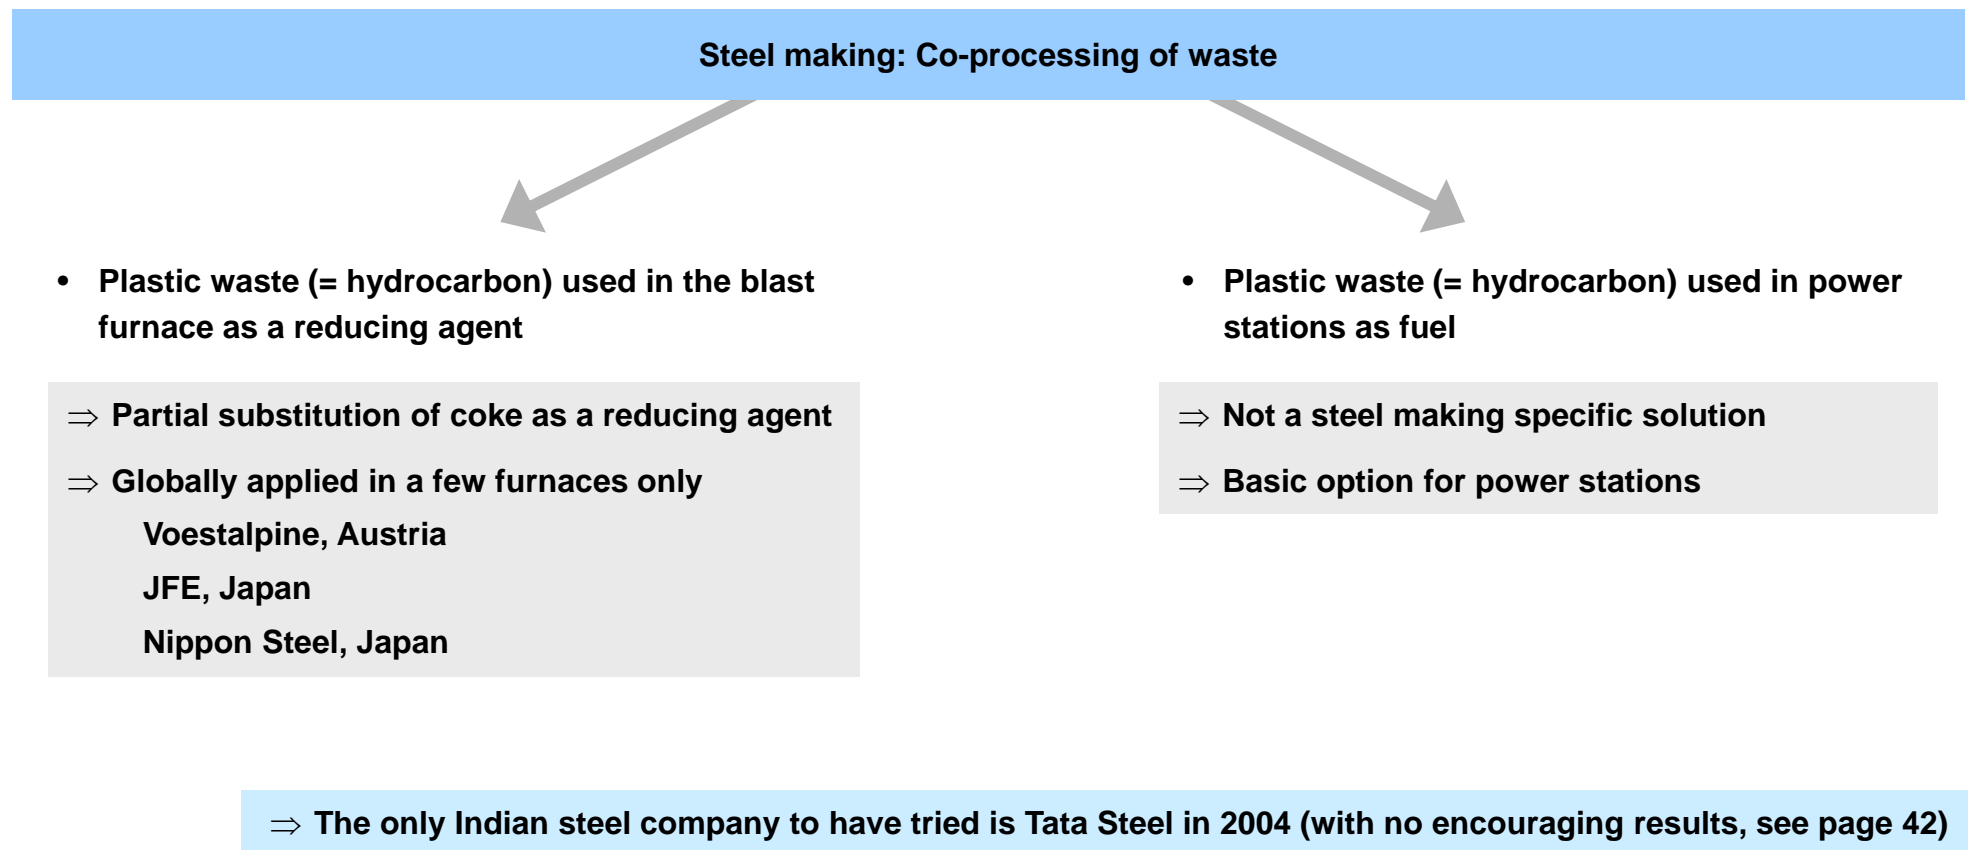 Steel making: Co-processing of waste
• Plastic waste (= hydrocarbon) used in the blast
furnace as a reducing agent
⇒ Partial substitution of coke as a reducing agent
⇒ Globally applied in a few furnaces only
Voestalpine, Austria
JFE, Japan
Nippon Steel, Japan
• Plastic waste (= hydrocarbon) used in power
stations as fuel
⇒ Not a steel making specific solution
⇒ Basic option for power stations
⇒ The only Indian steel company to have tried is Tata Steel in 2004 (with no encouraging results, see page 42)